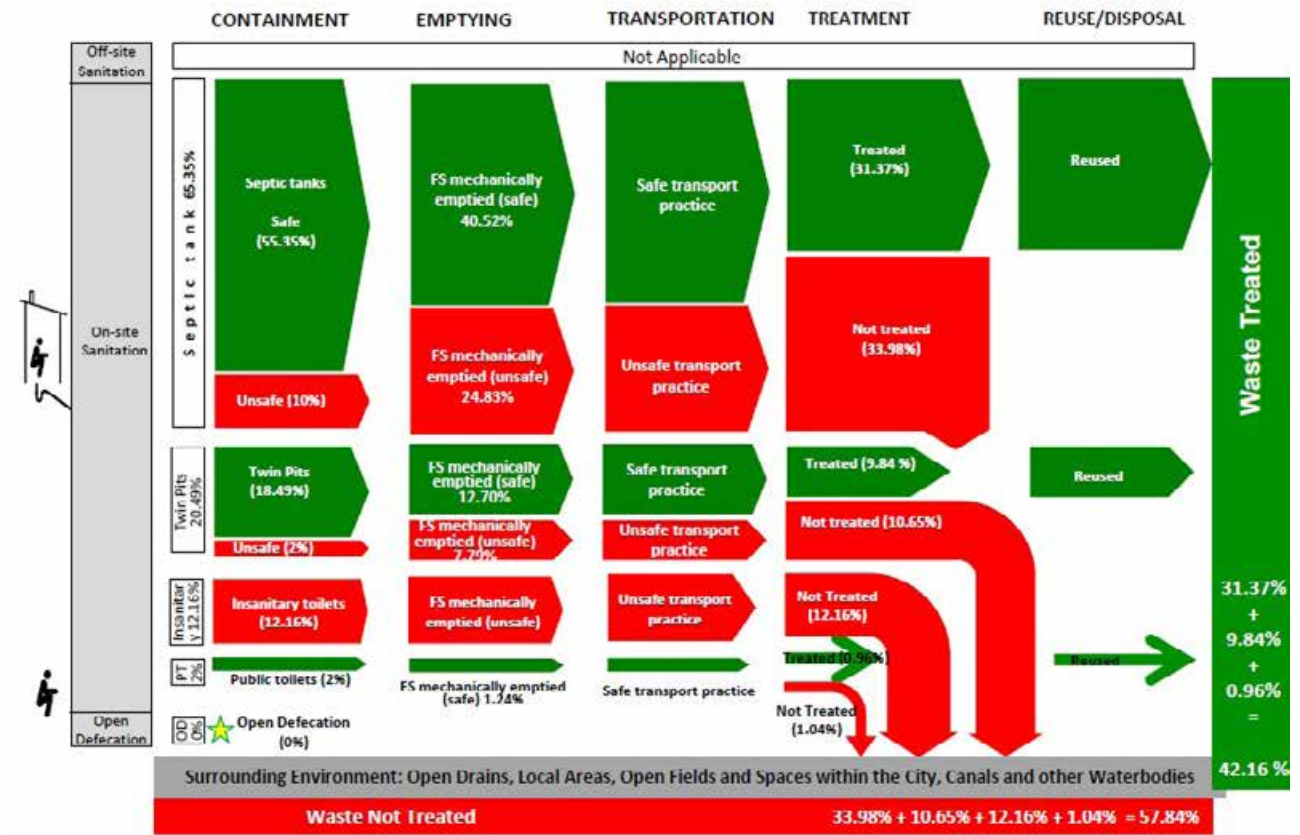 CONTAINMENT
EMPTYING
TRANSPORTATION
TREATMENT
REUSE/DISPOSAL
Off-site
Sanitation
Not Applicable
On-site
Sanitation
Septic tank 65.35%
Septic tanks
Safe
(55.35%)
FS mechanically
emptied (safe)
40.52%
Safe transport
practice
Treated
(31.37%)
Reused
Unsafe (10%)
FS mechanically
emptied (unsafe)
24.83%
Unsafe transport
practice
Not treated
(33.98%)
Twin Pits
20.49%
Twin Pits
(18.49%)
FS mechanically
emptied (safe)
12.70%
Safe transport
practice
Treated (9.84 %)
Reused
Unsafe (2%)
FS mechanically
emptied (unsafe)
7.79%
Unsafe transport
practice
Not treated (10.65%)
Insanitar
y 12.16%
Insanitary toilets
(12.16%)
FS mechanically
emptied (unsafe)
Unsafe transport
practice
Not Treated
(12.16%)
PT
2%
Public toilets (2%)
FS mechanically emptied
(safe) 1.24%
Safe transport practice
Treated (0.96%)
Reused
Not Treated
(1.04%)
Open
Defecation
OD
0%
Open Defecation
(0%)
Waste Treated
31.37%
+
9.84%
+
0.96%
=
42.16 %
Surrounding Environment: Open Drains, Local Areas, Open Fields and Spaces within the City, Canals and other Waterbodies
Waste Not Treated
33.98% + 10.65% + 12.16% + 1.04% = 57.84%